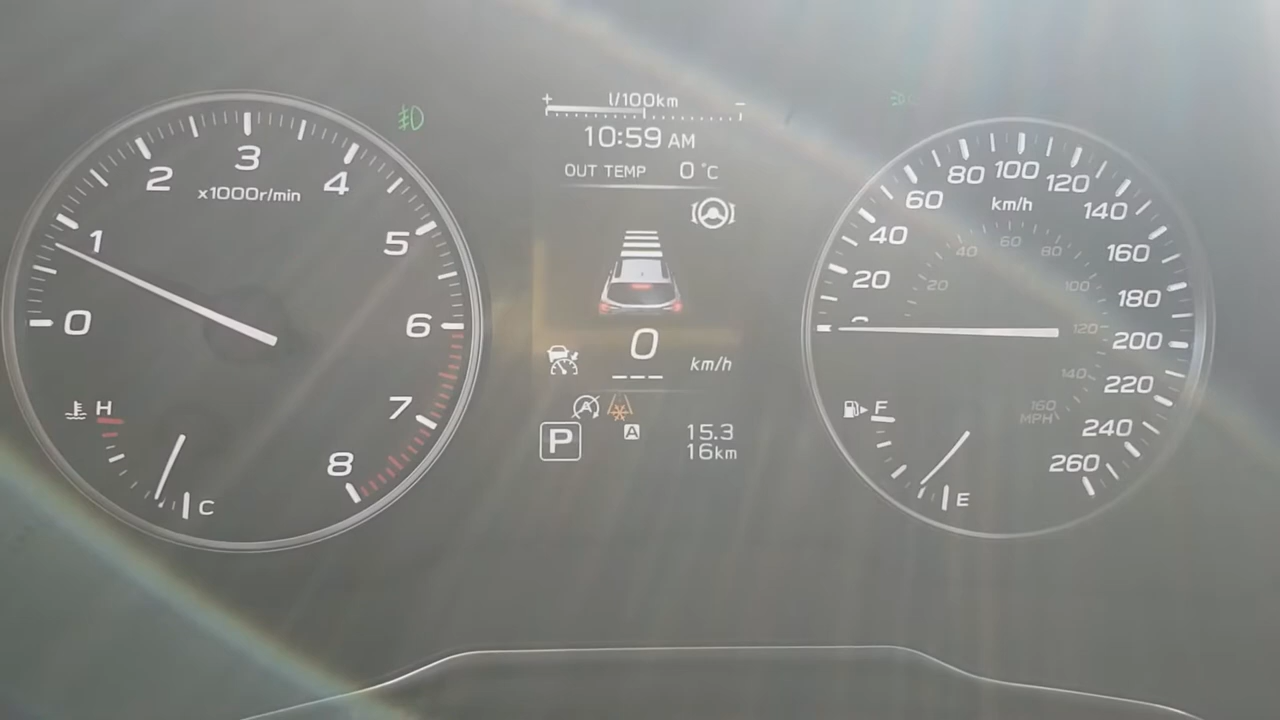 l/100km
10:59 AM
OUT TEMP 0 °C
0
1
2
3
4
5
6
7
8
x1000r/min
H
C
0
km/h
A
P
A
15.3
16km
20
40
60
80
100
120
140
160
180
200
220
240
260
km/h
20
40
60
80
100
120
140
160
MPH
F
E